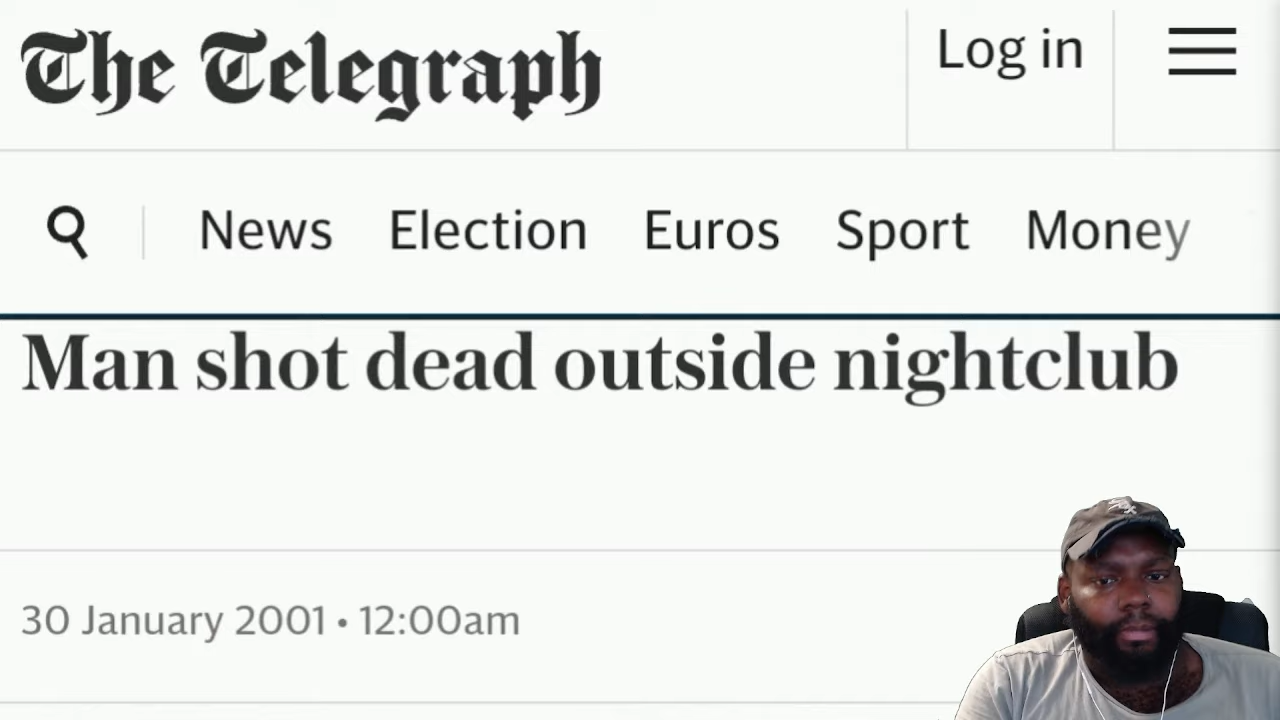 The Telegraph
Log in
News Election Euros Sport Money
Man shot dead outside nightclub
30 January 2001 • 12:00am